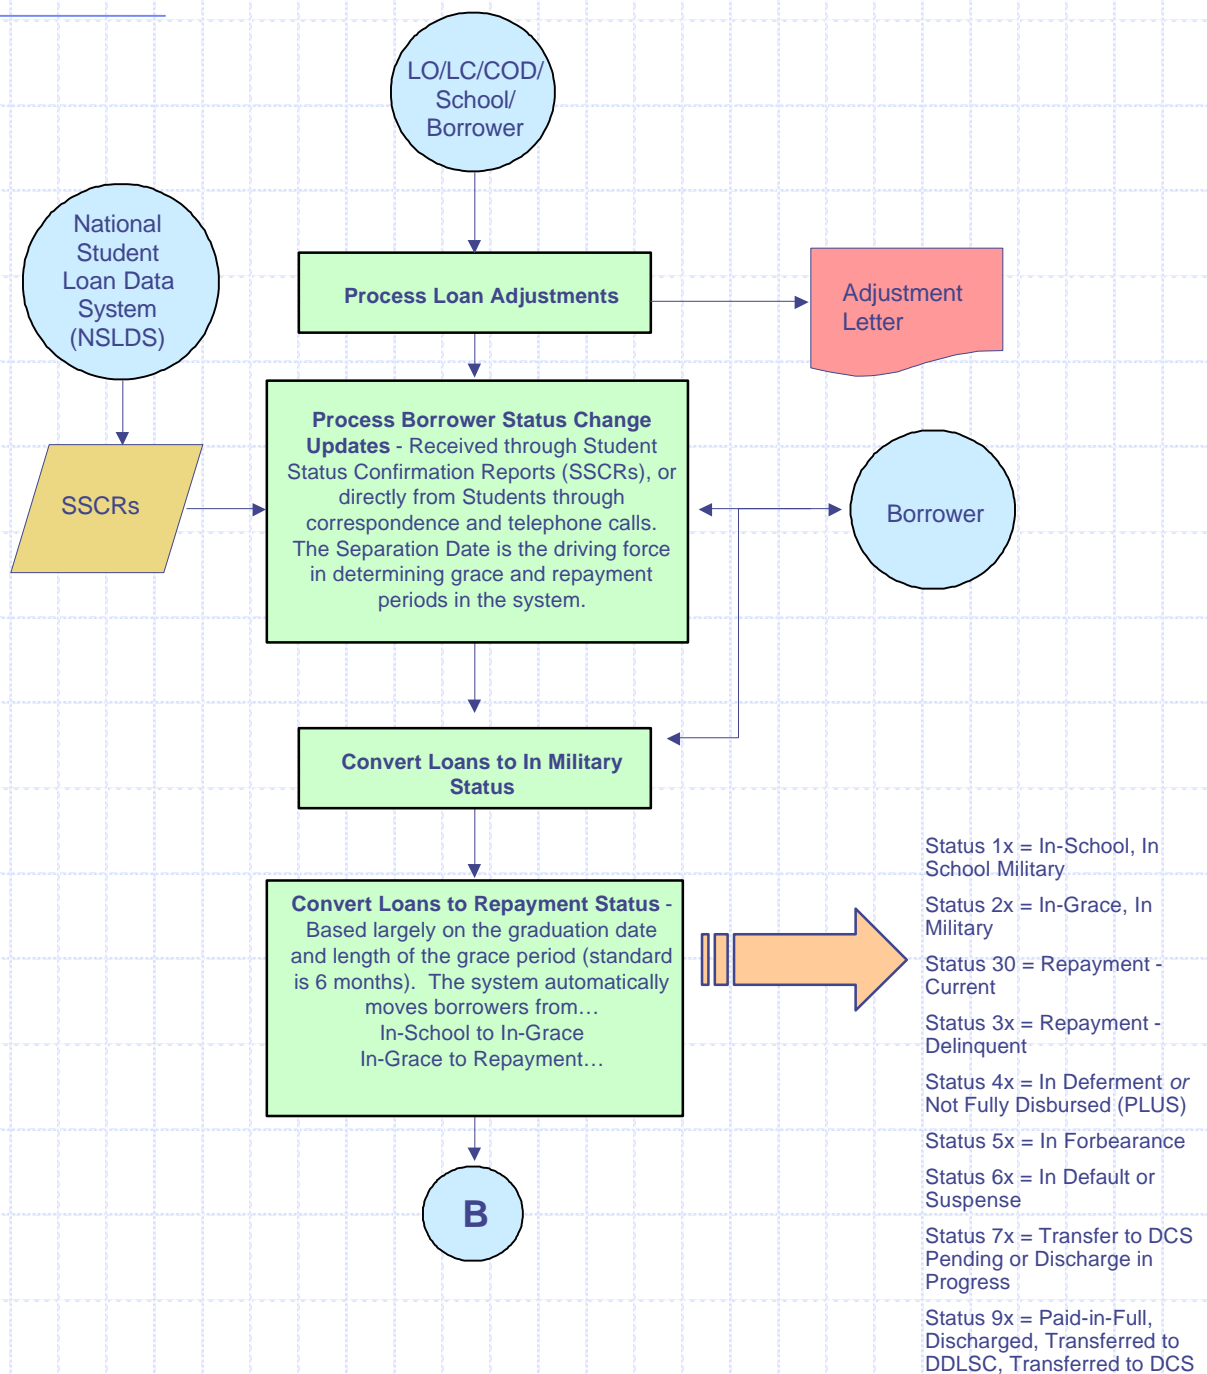 LO/LC/COD/
School/
Borrower
National
Student
Loan Data
System
(NSLDS)
Process Loan Adjustments
Adjustment
Letter
Process Borrower Status Change
Updates - Received through Student
Status Confirmation Reports (SSCRs), or
directly from Students through
correspondence and telephone calls.
The Separation Date is the driving force
in determining grace and repayment
periods in the system.
SSCRs
Borrower
Convert Loans to In Military
Status
Convert Loans to Repayment Status -
Based largely on the graduation date
and length of the grace period (standard
is 6 months).  The system automatically
moves borrowers from…
In-School to In-Grace
In-Grace to Repayment…
B
Status 1x = In-School, In
School Military
Status 2x = In-Grace, In
Military
Status 30 = Repayment -
Current
Status 3x = Repayment -
Delinquent
Status 4x = In Deferment or
Not Fully Disbursed (PLUS)
Status 5x = In Forbearance
Status 6x = In Default or
Suspense
Status 7x = Transfer to DCS
Pending or Discharge in
Progress
Status 9x = Paid-in-Full,
Discharged, Transferred to
DDLSC, Transferred to DCS